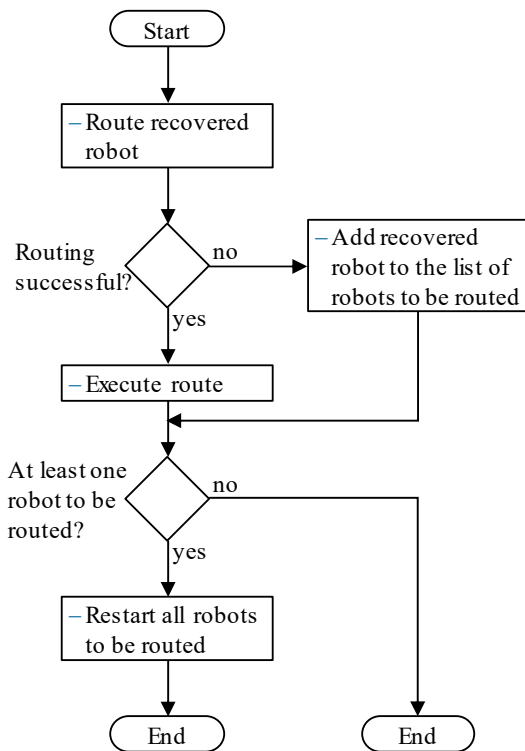 Start
– Route recovered
robot
Routing
successful?
no
– Add recovered
robot to the list of
robots to be routed
yes
– Execute route
At least one
robot to be
routed?
no
yes
– Restart all robots
to be routed
End
End